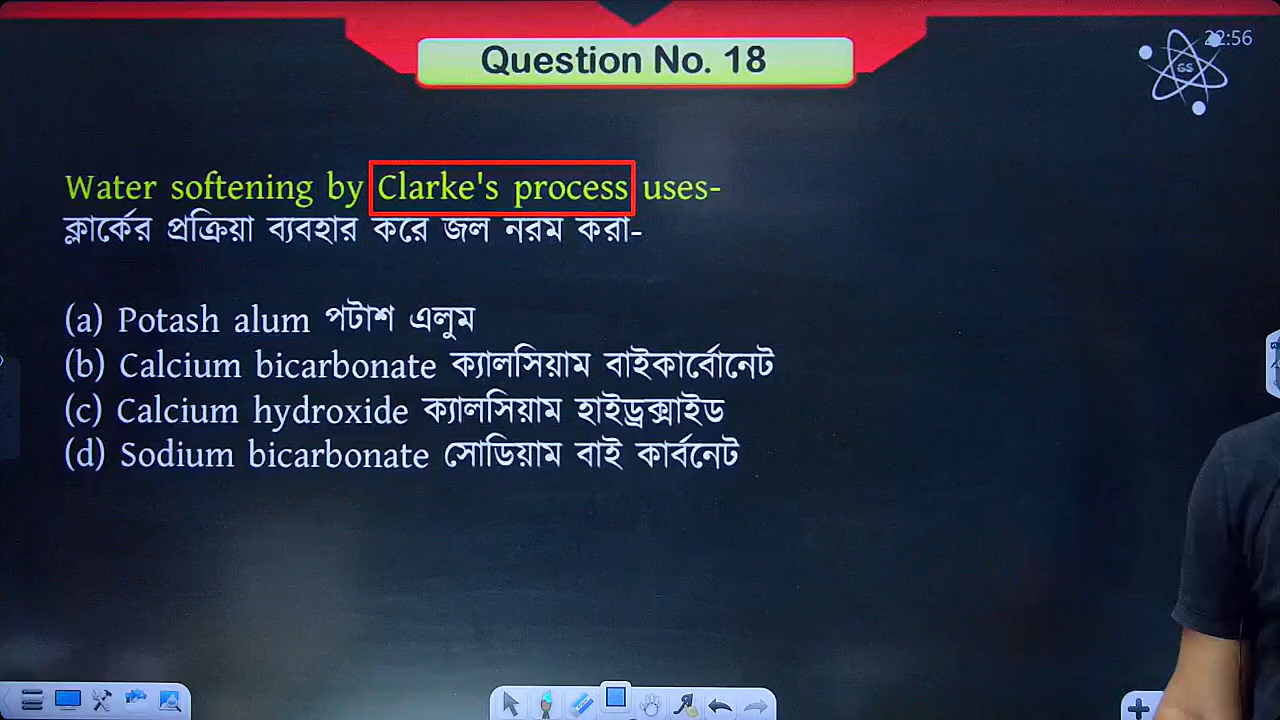 Question No. 18
22:56
GS
Water softening by Clarke's process uses-
ক্লার্কের প্রক্রিয়া ব্যবহার করে জল নরম করা-
(a) Potash alum পটাশ এলুম
(b) Calcium bicarbonate ক্যালসিয়াম বাইকার্বোনেট
(c) Calcium hydroxide ক্যালসিয়াম হাইড্রক্সাইড
(d) Sodium bicarbonate সোডিয়াম বাই কার্বনেট